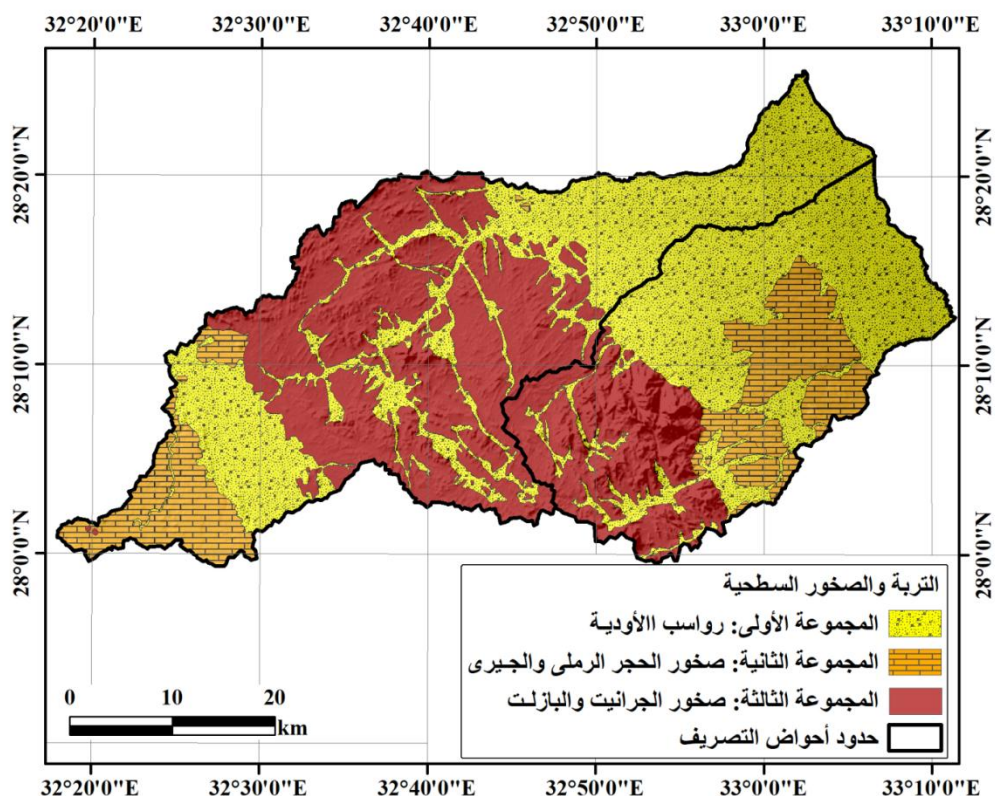 32°20'0"E 32°30'0"E 32°40'0"E 32°50'0"E 33°0'0"E 33°10'0"E
28°20'0"N 28°20'0"N
28°10'0"N 28°10'0"N
28°0'0"N 28°0'0"N
التربة والصخور السطحية
المجموعة الأولى: رواسب الأوديـة
المجموعة الثانية: صخور الحجر الرملى والجيرى
المجموعة الثالثة: صخور الجرانيت والبازلت
حدود أحواض التصريف
0 10 20
km
32°20'0"E 32°30'0"E 32°40'0"E 32°50'0"E 33°0'0"E 33°10'0"E